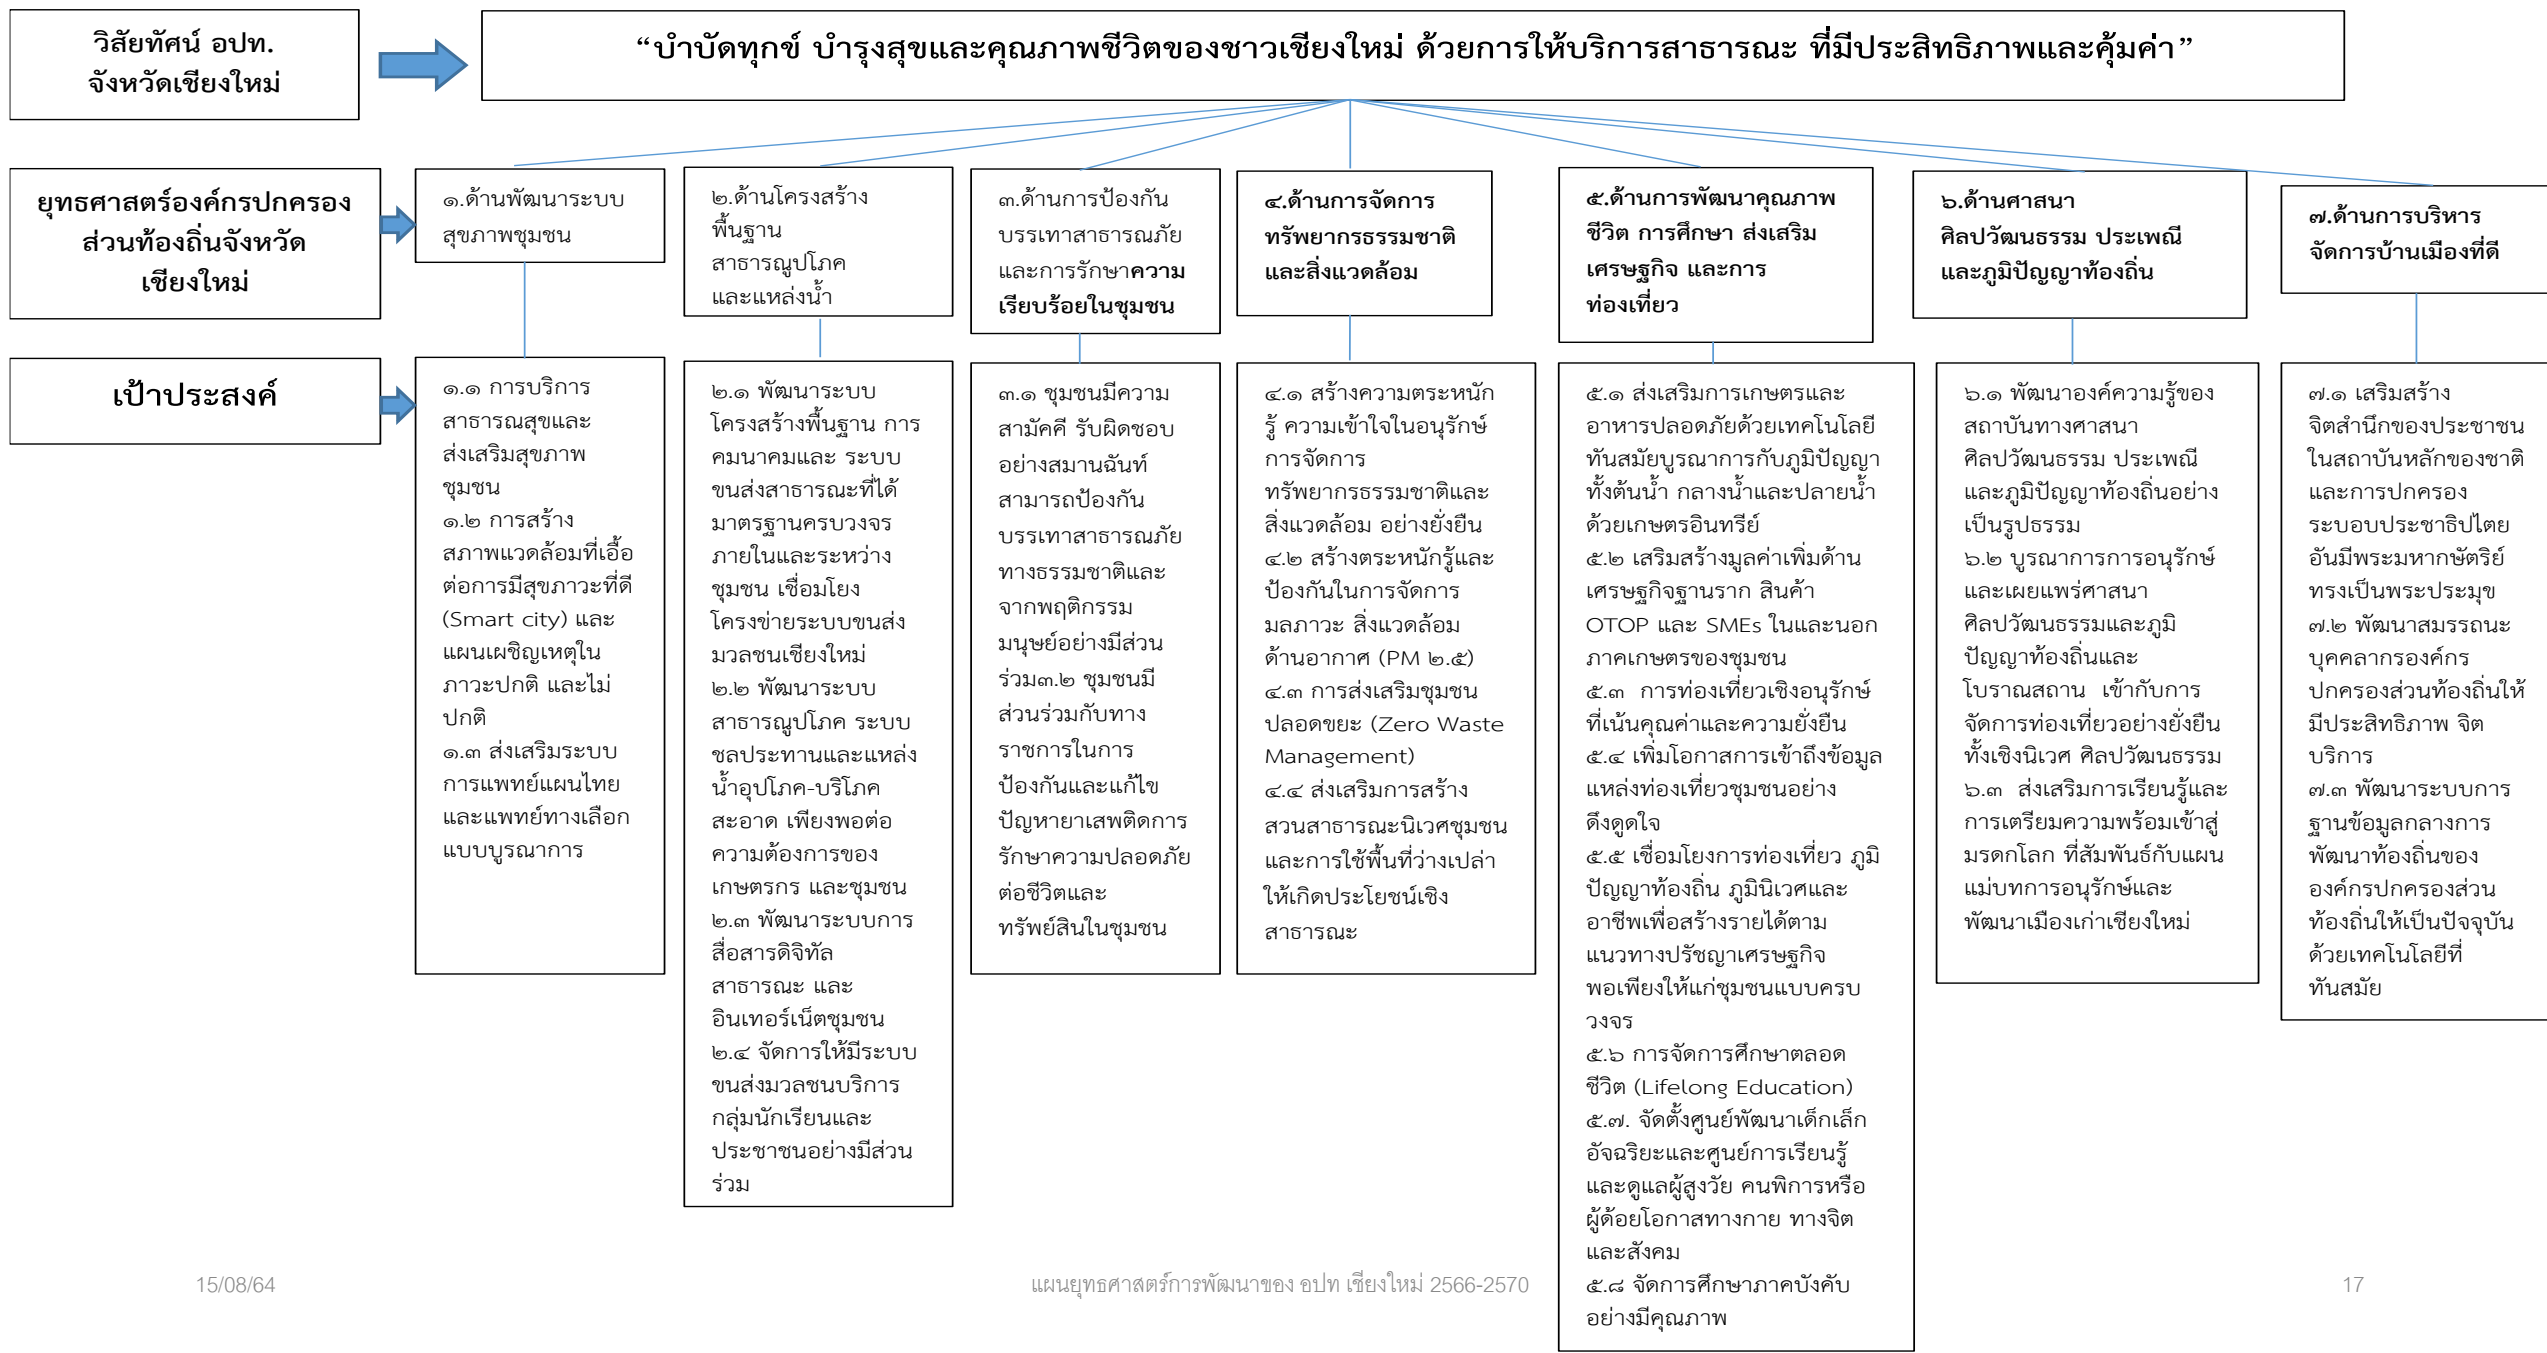 วิสัยทัศน์ อปท.
จังหวัดเชียงใหม่
“บำบัดทุกข์ บำรุงสุขและคุณภาพชีวิตของชาวเชียงใหม่ ด้วยการให้บริการสาธารณะ ที่มีประสิทธิภาพและคุ้มค่า”
ยุทธศาสตร์องค์กรปกครอง
ส่วนท้องถิ่นจังหวัด
เชียงใหม่
๑.ด้านพัฒนาระบบ
สุขภาพชุมชน
๒.ด้านโครงสร้าง
พื้นฐาน
สาธารณูปโภค
และแหล่งน้ำ
๓.ด้านการป้องกัน
บรรเทาสาธารณภัย
และการรักษาความ
เรียบร้อยในชุมชน
๔.ด้านการจัดการ
ทรัพยากรธรรมชาติ
และสิ่งแวดล้อม
๕.ด้านการพัฒนาคุณภาพ
ชีวิต การศึกษา ส่งเสริม
เศรษฐกิจ และการ
ท่องเที่ยว
๖.ด้านศาสนา
ศิลปวัฒนธรรม ประเพณี
และภูมิปัญญาท้องถิ่น
๗.ด้านการบริหาร
จัดการบ้านเมืองที่ดี
เป้าประสงค์
๑.๑ การบริการ
สาธารณสุขและ
ส่งเสริมสุขภาพ
ชุมชน
๑.๒ การสร้าง
สภาพแวดล้อมที่เอื้อ
ต่อการมีสุขภาวะที่ดี
(Smart city) และ
แผนเผชิญเหตุใน
ภาวะปกติ และไม่
ปกติ
๑.๓ ส่งเสริมระบบ
การแพทย์แผนไทย
และแพทย์ทางเลือก
แบบบูรณาการ
๒.๑ พัฒนาระบบ
โครงสร้างพื้นฐาน การ
คมนาคมและ ระบบ
ขนส่งสาธารณะที่ได้
มาตรฐานครบวงจร
ภายในและระหว่าง
ชุมชน เชื่อมโยง
โครงข่ายระบบขนส่ง
มวลชนเชียงใหม่
๒.๒ พัฒนาระบบ
สาธารณูปโภค ระบบ
ชลประทานและแหล่ง
น้ำอุปโภค-บริโภค
สะอาด เพียงพอต่อ
ความต้องการของ
เกษตรกร และชุมชน
๒.๓ พัฒนาระบบการ
สื่อสารดิจิทัล
สาธารณะ และ
อินเทอร์เน็ตชุมชน
๒.๔ จัดการให้มีระบบ
ขนส่งมวลชนบริการ
กลุ่มนักเรียนและ
ประชาชนอย่างมีส่วน
ร่วม
๓.๑ ชุมชนมีความ
สามัคคี รับผิดชอบ
อย่างสมานฉันท์
สามารถป้องกัน
บรรเทาสาธารณภัย
ทางธรรมชาติและ
จากพฤติกรรม
มนุษย์อย่างมีส่วน
ร่วม๓.๒ ชุมชนมี
ส่วนร่วมกับทาง
ราชการในการ
ป้องกันและแก้ไข
ปัญหายาเสพติดการ
รักษาความปลอดภัย
ต่อชีวิตและ
ทรัพย์สินในชุมชน
๔.๑ สร้างความตระหนัก
รู้ ความเข้าใจในอนุรักษ์
การจัดการ
ทรัพยากรธรรมชาติและ
สิ่งแวดล้อม อย่างยั่งยืน
๔.๒ สร้างตระหนักรู้และ
ป้องกันในการจัดการ
มลภาวะ สิ่งแวดล้อม
ด้านอากาศ (PM ๒.๕)
๔.๓ การส่งเสริมชุมชน
ปลอดขยะ (Zero Waste
Management)
๔.๔ ส่งเสริมการสร้าง
สวนสาธารณะนิเวศชุมชน
และการใช้พื้นที่ว่างเปล่า
ให้เกิดประโยชน์เชิง
สาธารณะ
๕.๑ ส่งเสริมการเกษตรและ
อาหารปลอดภัยด้วยเทคโนโลยี
ทันสมัยบูรณาการกับภูมิปัญญา
ทั้งต้นน้ำ กลางน้ำและปลายน้ำ
ด้วยเกษตรอินทรีย์
๕.๒ เสริมสร้างมูลค่าเพิ่มด้าน
เศรษฐกิจฐานราก สินค้า
OTOP และ SMEs ในและนอก
ภาคเกษตรของชุมชน
๕.๓ การท่องเที่ยวเชิงอนุรักษ์
ที่เน้นคุณค่าและความยั่งยืน
๕.๔ เพิ่มโอกาสการเข้าถึงข้อมูล
แหล่งท่องเที่ยวชุมชนอย่าง
ดึงดูดใจ
๕.๕ เชื่อมโยงการท่องเที่ยว ภูมิ
ปัญญาท้องถิ่น ภูมินิเวศและ
อาชีพเพื่อสร้างรายได้ตาม
แนวทางปรัชญาเศรษฐกิจ
พอเพียงให้แก่ชุมชนแบบครบ
วงจร
๕.๖ การจัดการศึกษาตลอด
ชีวิต (Lifelong Education)
๕.๗. จัดตั้งศูนย์พัฒนาเด็กเล็ก
อัจฉริยะและศูนย์การเรียนรู้
และดูแลผู้สูงวัย คนพิการหรือ
ผู้ด้อยโอกาสทางกาย ทางจิต
และสังคม
๕.๘ จัดการศึกษาภาคบังคับ
อย่างมีคุณภาพ
๖.๑ พัฒนาองค์ความรู้ของ
สถาบันทางศาสนา
ศิลปวัฒนธรรม ประเพณี
และภูมิปัญญาท้องถิ่นอย่าง
เป็นรูปธรรม
๖.๒ บูรณาการการอนุรักษ์
และเผยแพร่ศาสนา
ศิลปวัฒนธรรมและภูมิ
ปัญญาท้องถิ่นและ
โบราณสถาน เข้ากับการ
จัดการท่องเที่ยวอย่างยั่งยืน
ทั้งเชิงนิเวศ ศิลปวัฒนธรรม
๖.๓ ส่งเสริมการเรียนรู้และ
การเตรียมความพร้อมเข้าสู่
มรดกโลก ที่สัมพันธ์กับแผน
แม่บทการอนุรักษ์และ
พัฒนาเมืองเก่าเชียงใหม่
๗.๑ เสริมสร้าง
จิตสำนึกของประชาชน
ในสถาบันหลักของชาติ
และการปกครอง
ระบอบประชาธิปไตย
อันมีพระมหากษัตริย์
ทรงเป็นพระประมุข
๗.๒ พัฒนาสมรรถนะ
บุคคลากรองค์กร
ปกครองส่วนท้องถิ่นให้
มีประสิทธิภาพ จิต
บริการ
๗.๓ พัฒนาระบบการ
ฐานข้อมูลกลางการ
พัฒนาท้องถิ่นของ
องค์กรปกครองส่วน
ท้องถิ่นให้เป็นปัจจุบัน
ด้วยเทคโนโลยีที่
ทันสมัย
15/08/64
แผนยุทธศาสตร์การพัฒนาของ อปท เชียงใหม่ 2566-2570
17